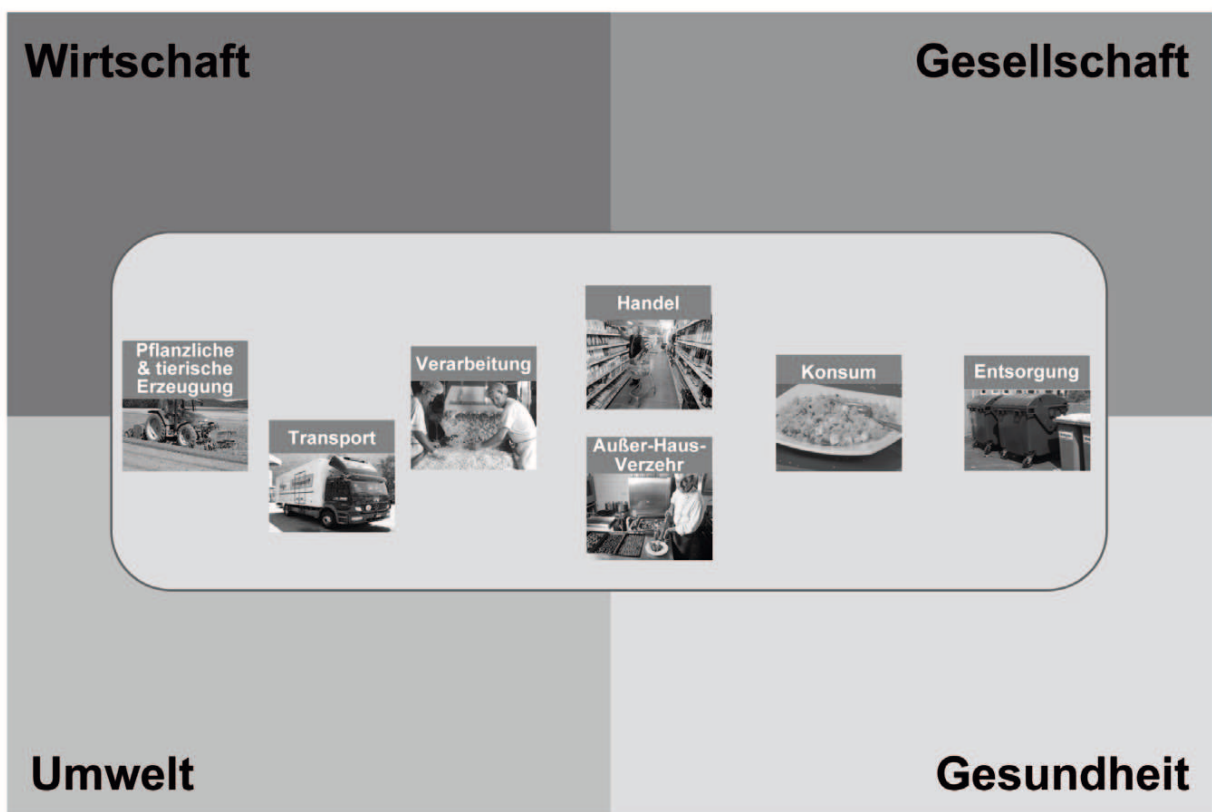 Wirtschaft
Gesellschaft
Pflanzliche
& tierische
Erzeugung
Transport
Verarbeitung
Handel
Außer-Haus-
Verzehr
Konsum
Entsorgung
Umwelt
Gesundheit